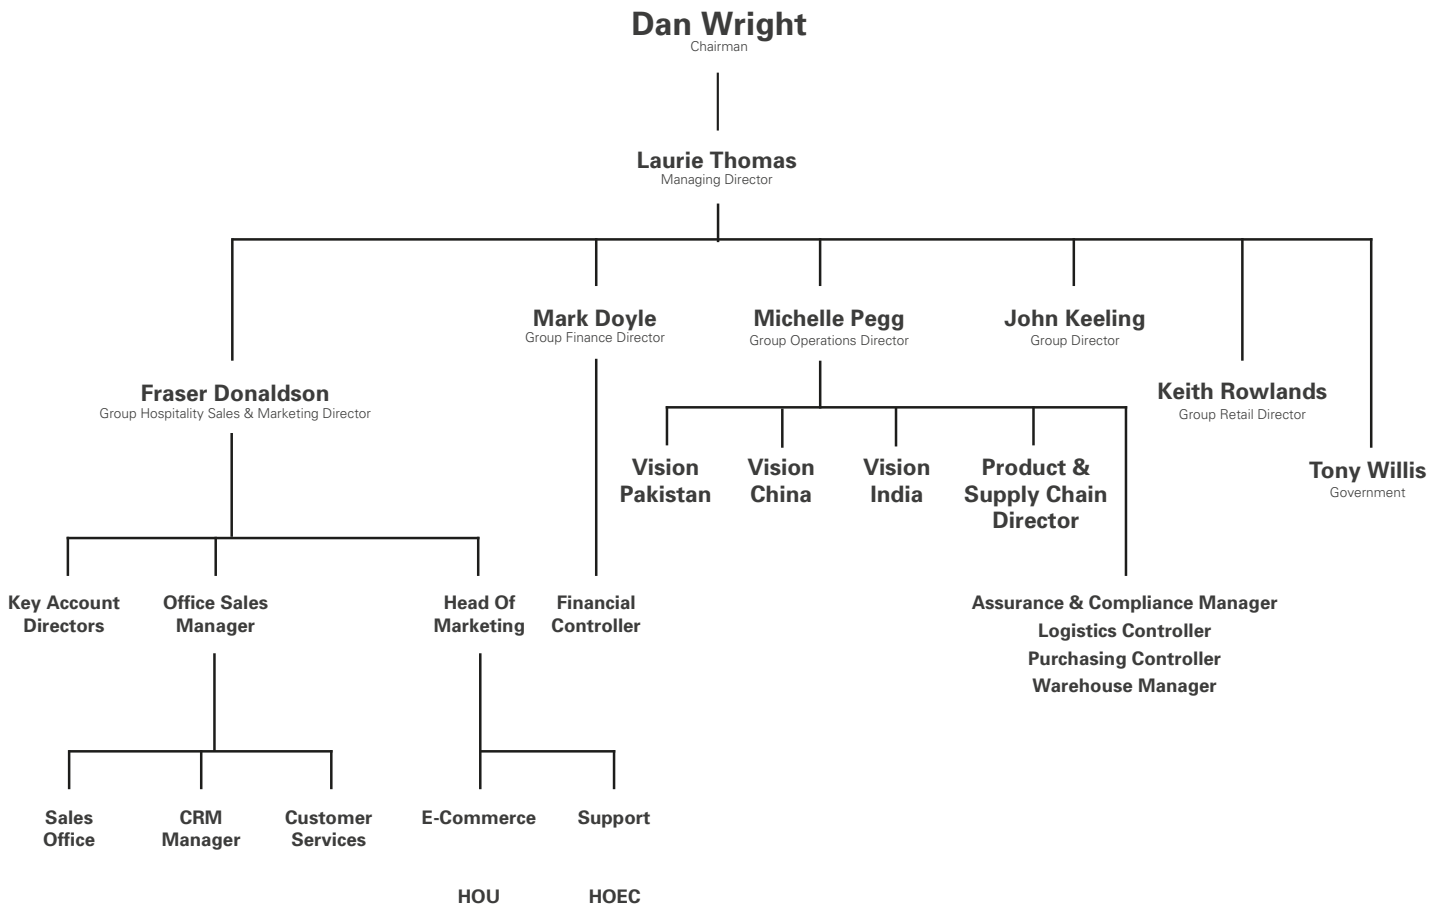 Dan Wright
Chairman
Laurie Thomas
Managing Director
Mark Doyle
Group Finance Director
Michelle Pegg
Group Operations Director
John Keeling
Group Director
Fraser Donaldson
Group Hospitality Sales & Marketing Director
Keith Rowlands
Group Retail Director
Tony Willis
Government
Vision
Pakistan
Vision
China
Vision
India
Product &
Supply Chain
Director
Key Account
Directors
Office Sales
Manager
Head Of
Marketing
Financial
Controller
Assurance & Compliance Manager
Logistics Controller
Purchasing Controller
Warehouse Manager
Sales
Office
CRM
Manager
Customer
Services
E-Commerce
Support
HOU
HOEC